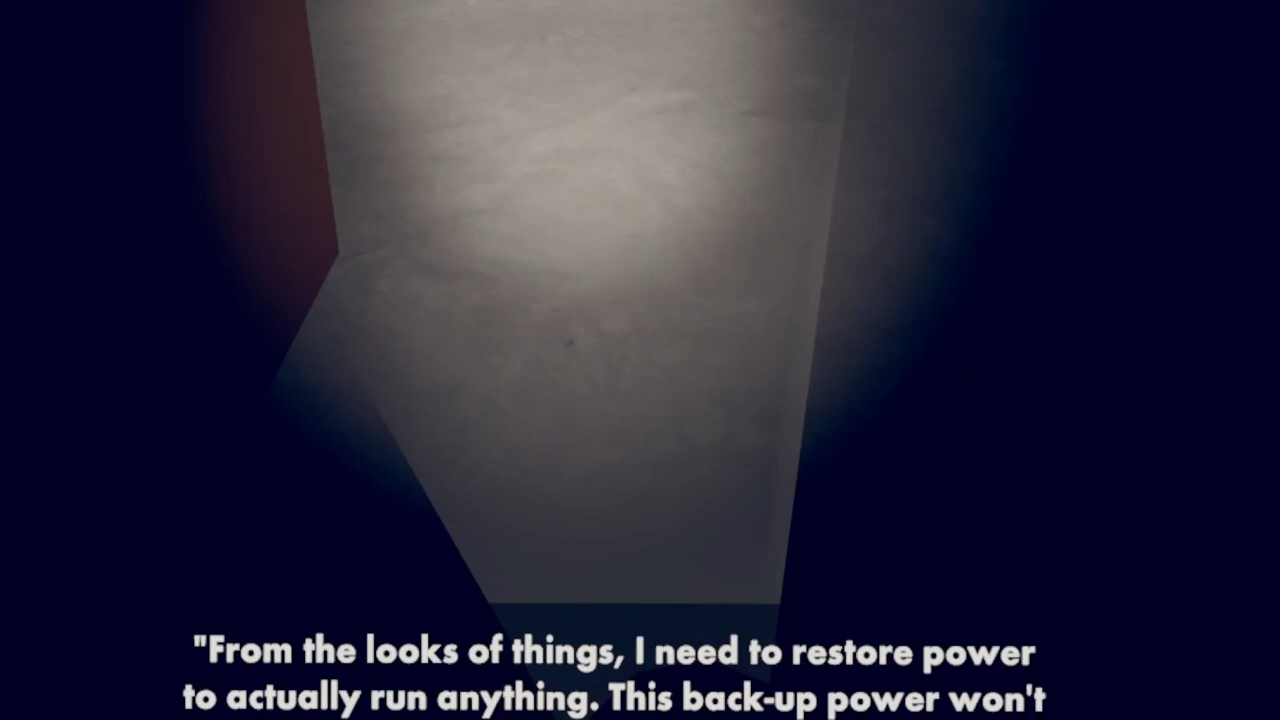 "From the looks of things, I need to restore power
to actually run anything. This back-up power won't